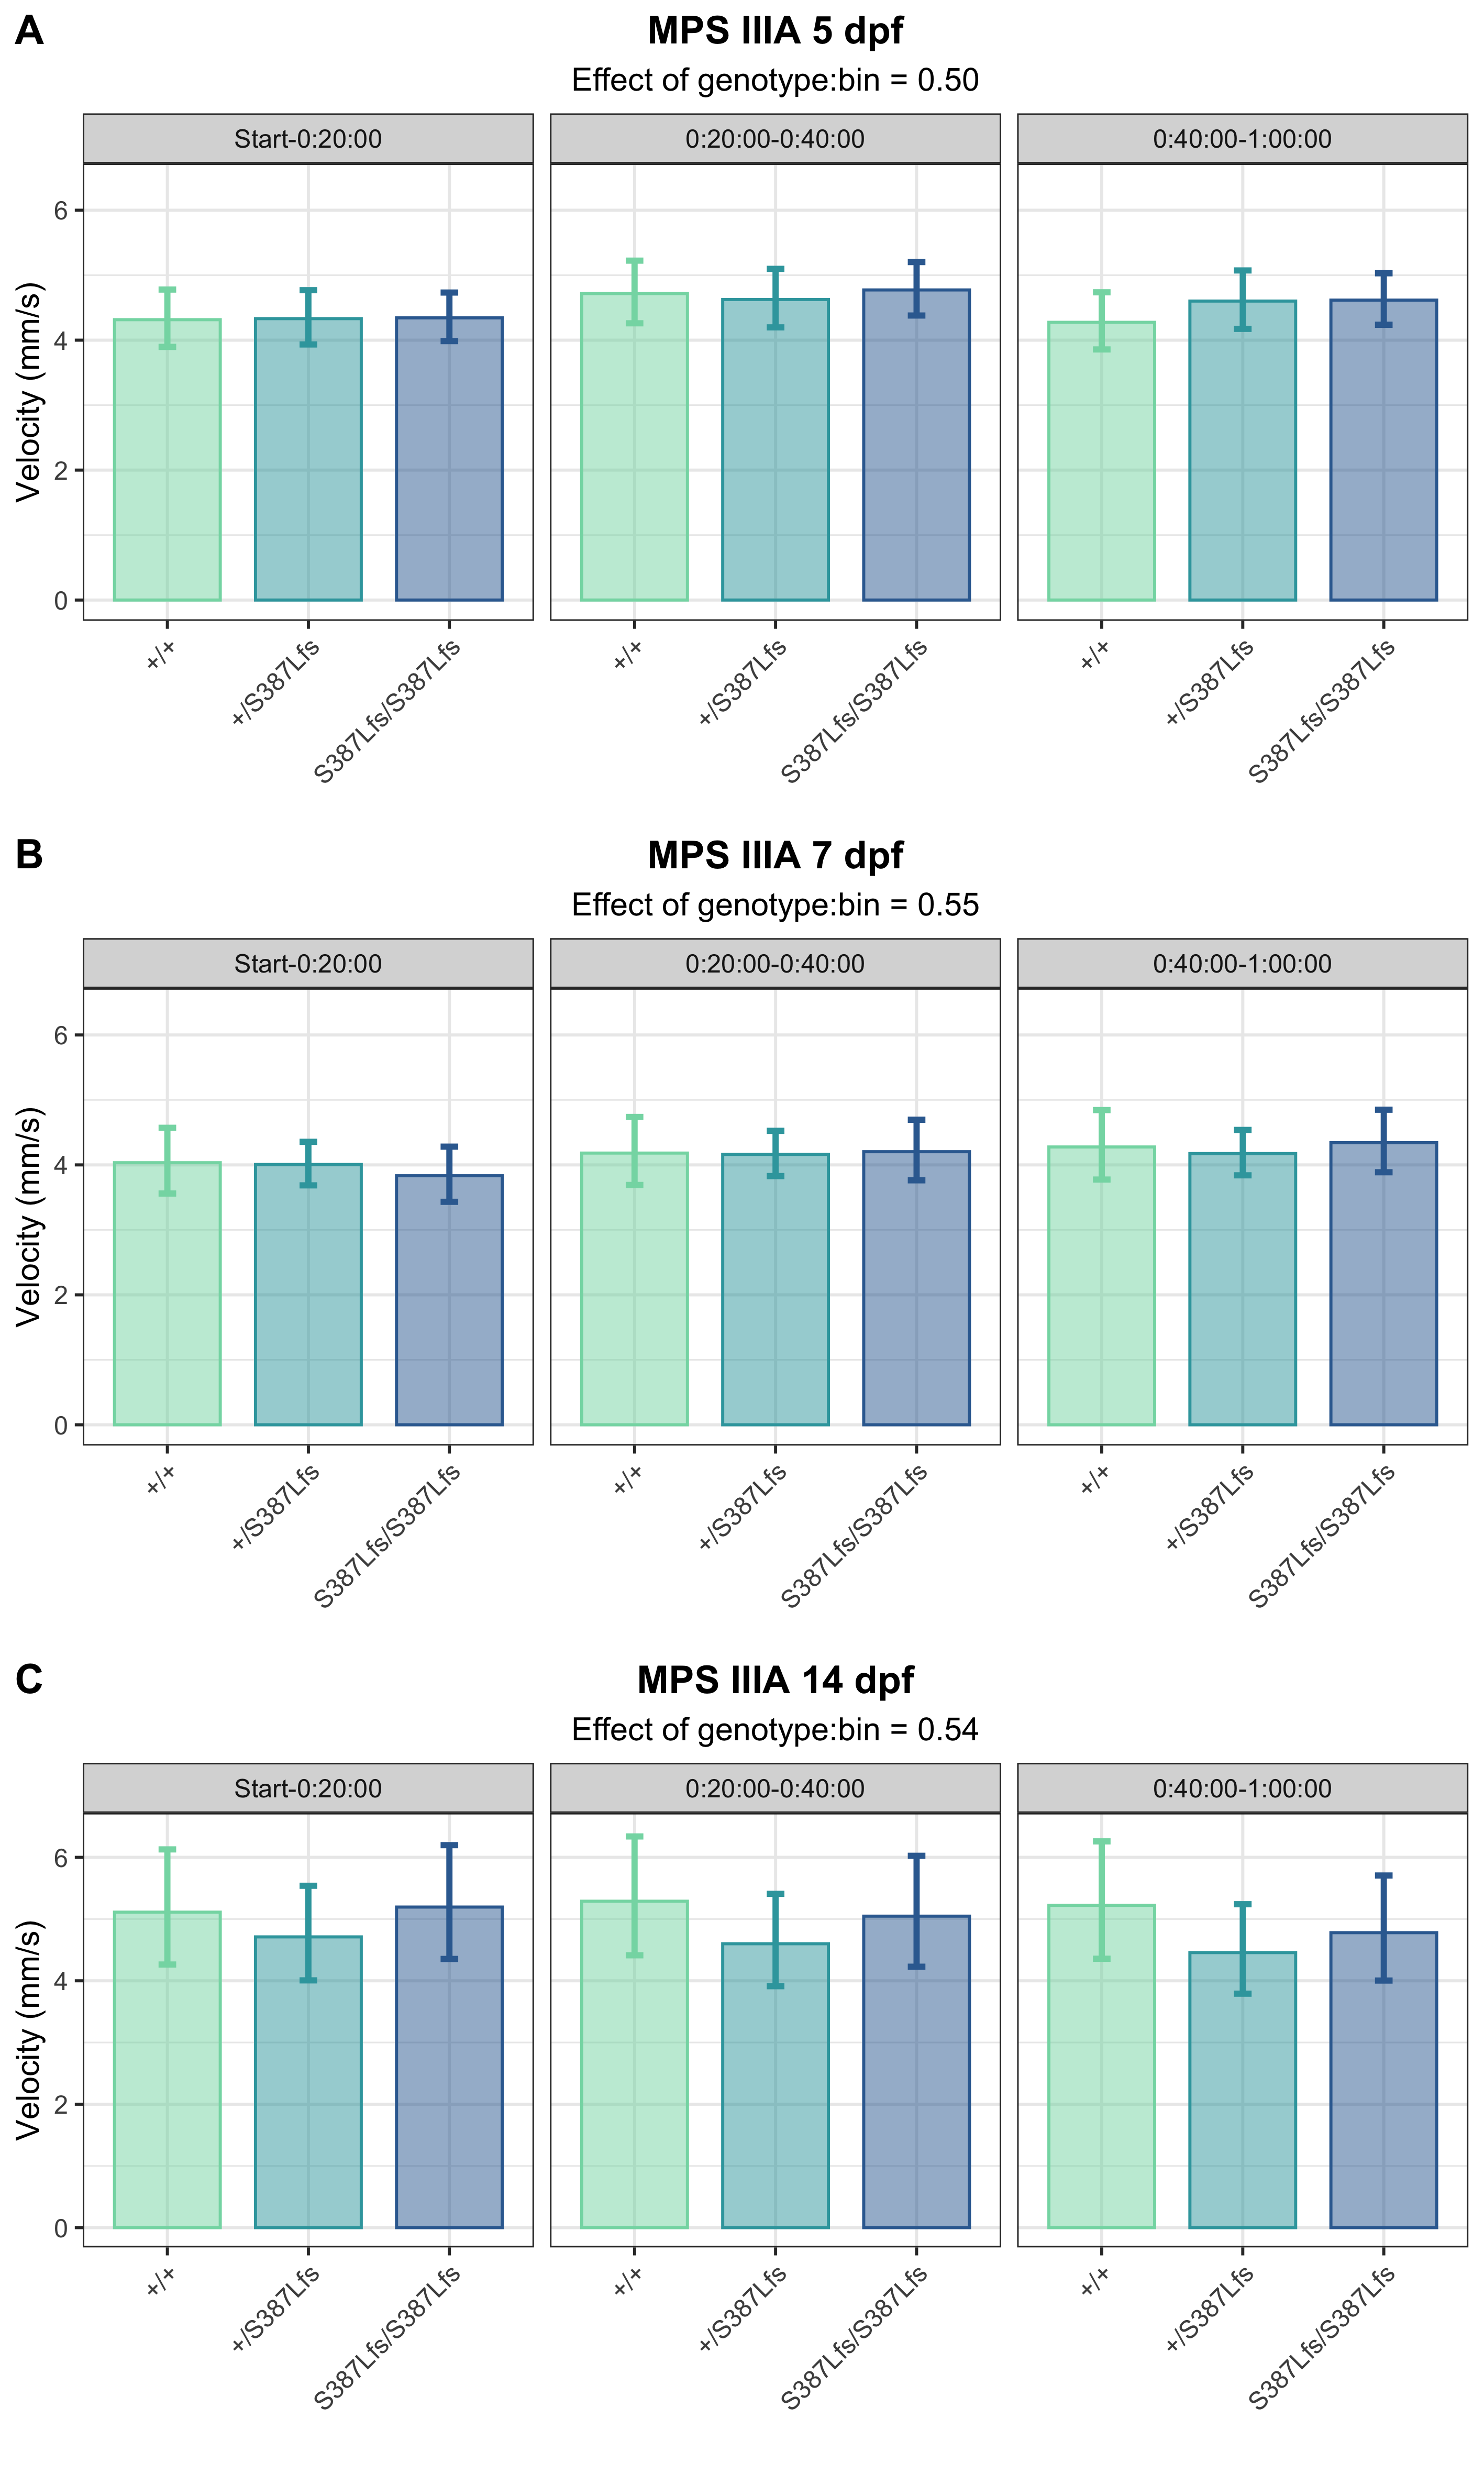 A
MPS IIIA 5 dpf
Effect of genotype:bin = 0.50
Start-0:20:00 0:20:00-0:40:00 0:40:00-1:00:00
Velocity (mm/s)
6
4
2
0
+/+ +/S387Lfs S387Lfs/S387Lfs +/+ +/S387Lfs S387Lfs/S387Lfs +/+ +/S387Lfs S387Lfs/S387Lfs
B
MPS IIIA 7 dpf
Effect of genotype:bin = 0.55
Start-0:20:00 0:20:00-0:40:00 0:40:00-1:00:00
Velocity (mm/s)
6
4
2
0
+/+ +/S387Lfs S387Lfs/S387Lfs +/+ +/S387Lfs S387Lfs/S387Lfs +/+ +/S387Lfs S387Lfs/S387Lfs
C
MPS IIIA 14 dpf
Effect of genotype:bin = 0.54
Start-0:20:00 0:20:00-0:40:00 0:40:00-1:00:00
Velocity (mm/s)
6
4
2
0
+/+ +/S387Lfs S387Lfs/S387Lfs +/+ +/S387Lfs S387Lfs/S387Lfs +/+ +/S387Lfs S387Lfs/S387Lfs